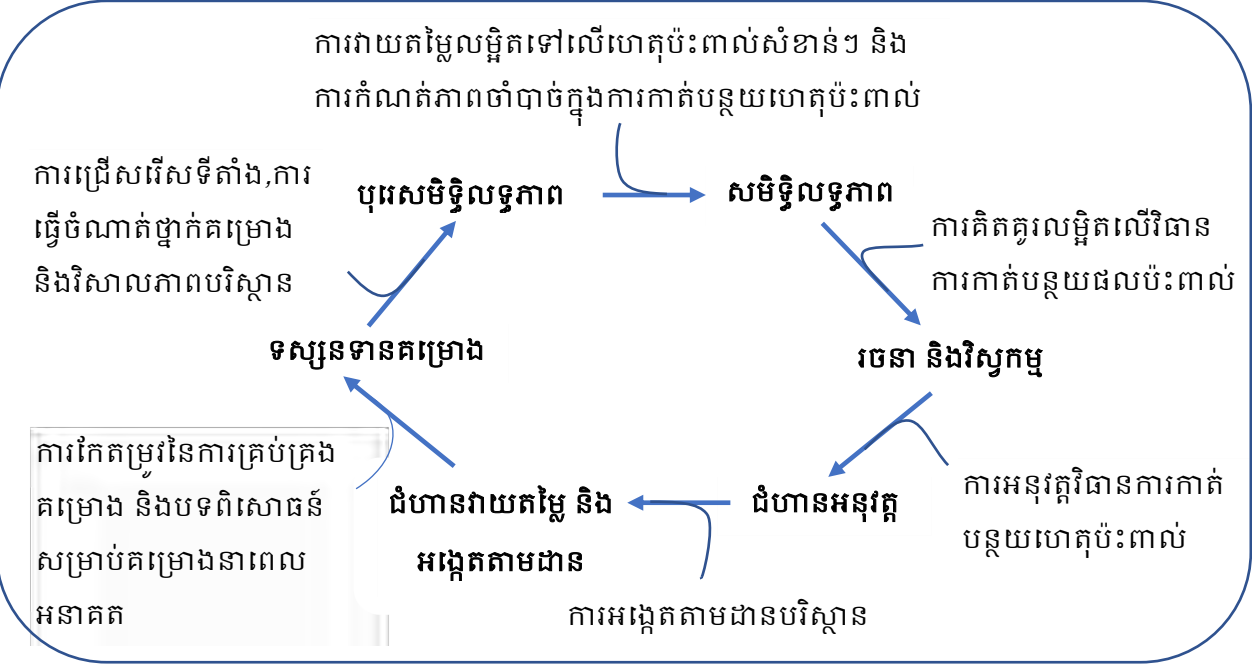 ការវាយតម្លៃលម្អិតទៅលើហេតុប៉ះពាល់សំខាន់ៗ និង
ការកំណត់ភាពចាំបាច់ក្នុងការកាត់បន្ថយហេតុប៉ះពាល់
ការជ្រើសរើសទីតាំង,ការ
ធ្វើចំណាត់ថ្នាក់គម្រោង
និងវិសាលភាពបរិស្ថាន
បុរេសមិទ្ធិលទ្ធភាព
សមិទ្ធិលទ្ធភាព
ការគិតគូរលម្អិតលើវិធាន
ការកាត់បន្ថយផលប៉ះពាល់
ទស្សនទានគម្រោង
រចនា និងវិស្វកម្ម
ការកែតម្រូវនៃការគ្រប់គ្រង
គម្រោង និងបទពិសោធន៍
សម្រាប់គម្រោងនាពេល
អនាគត
ជំហានវាយតម្លៃ និង
អង្កេតតាមដាន
ជំហានអនុវត្ត
ការអនុវត្តវិធានការកាត់
បន្ថយហេតុប៉ះពាល់
ការអង្កេតតាមដានបរិស្ថាន